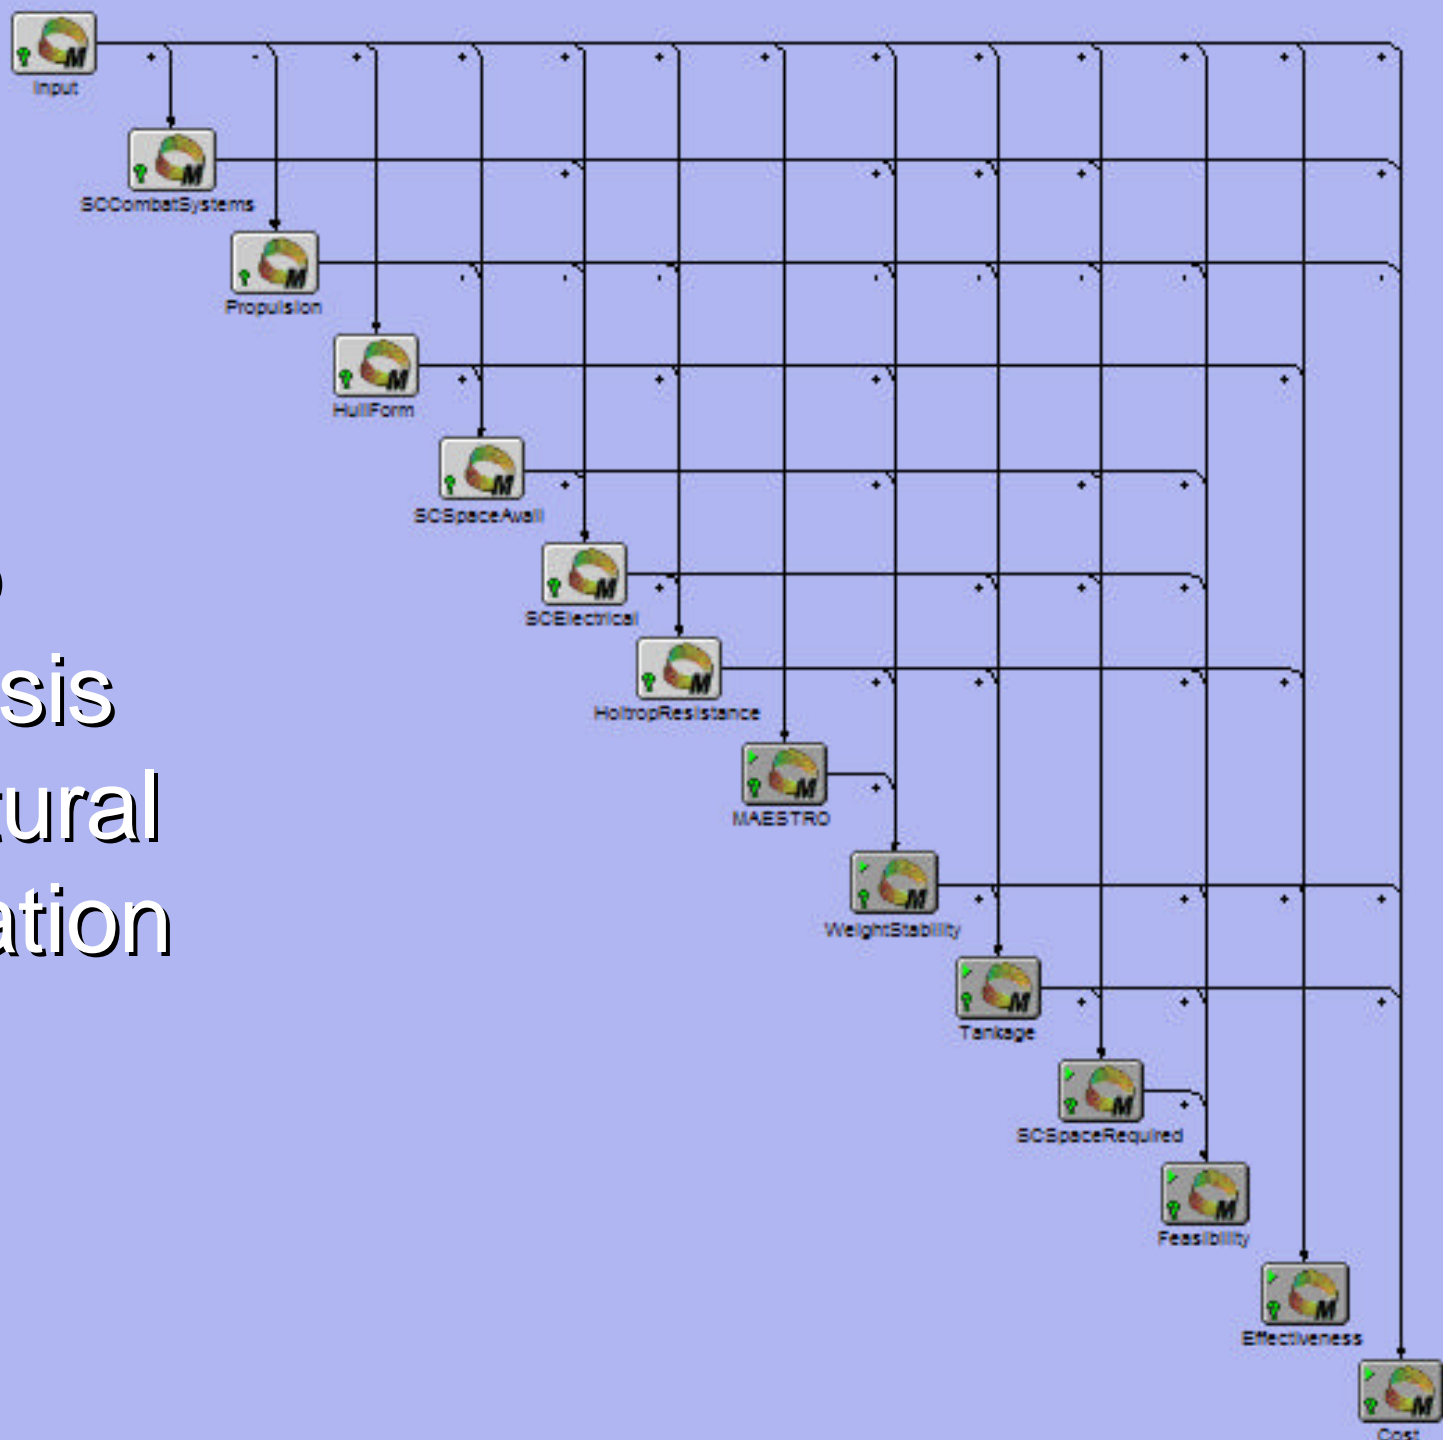 Input
SCCombatSystems
Propulsion
HullForm
SCSpaceAvail
SCElectrical
sis
HoltropResistance
tural
MAESTRO
ation
WeightStability
Tankage
SCSpaceRequired
Feasibility
Effectiveness
Cost